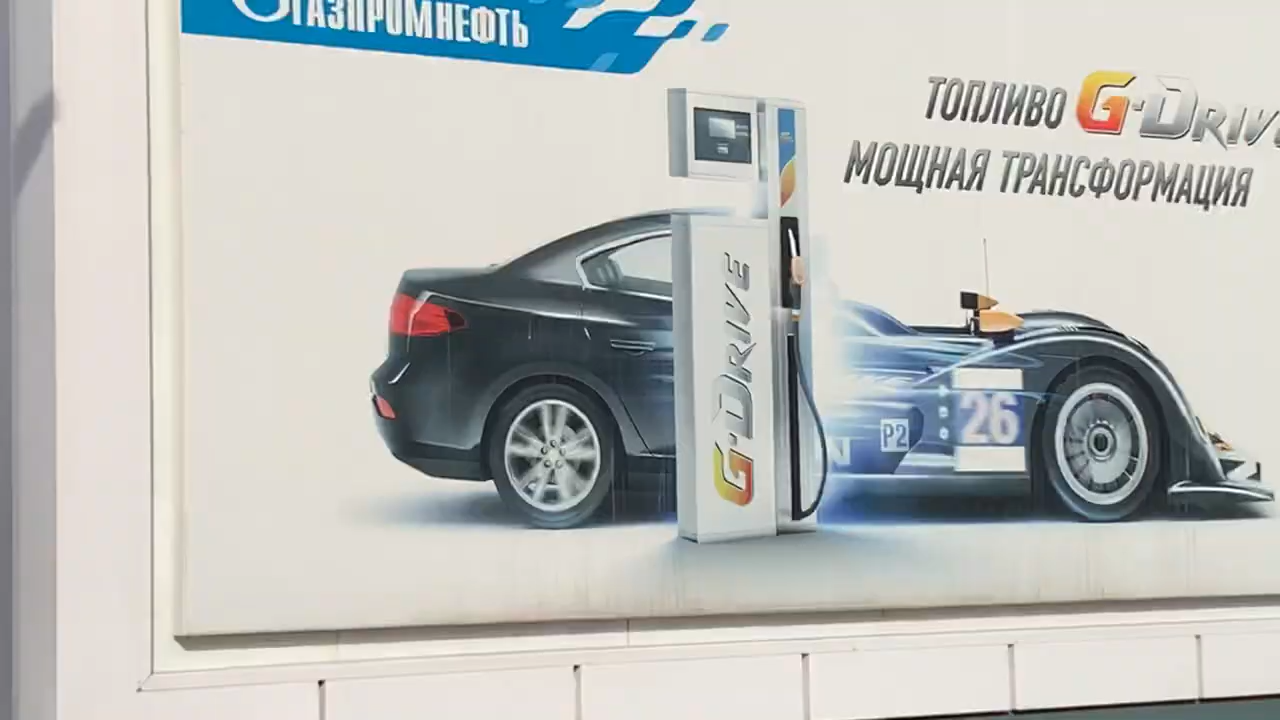 ГАЗПРОМНЕФТЬ
ТОПЛИВО G-DRIVE
МОЩНАЯ ТРАНСФОРМАЦИЯ
G-DRIVE
26
P2